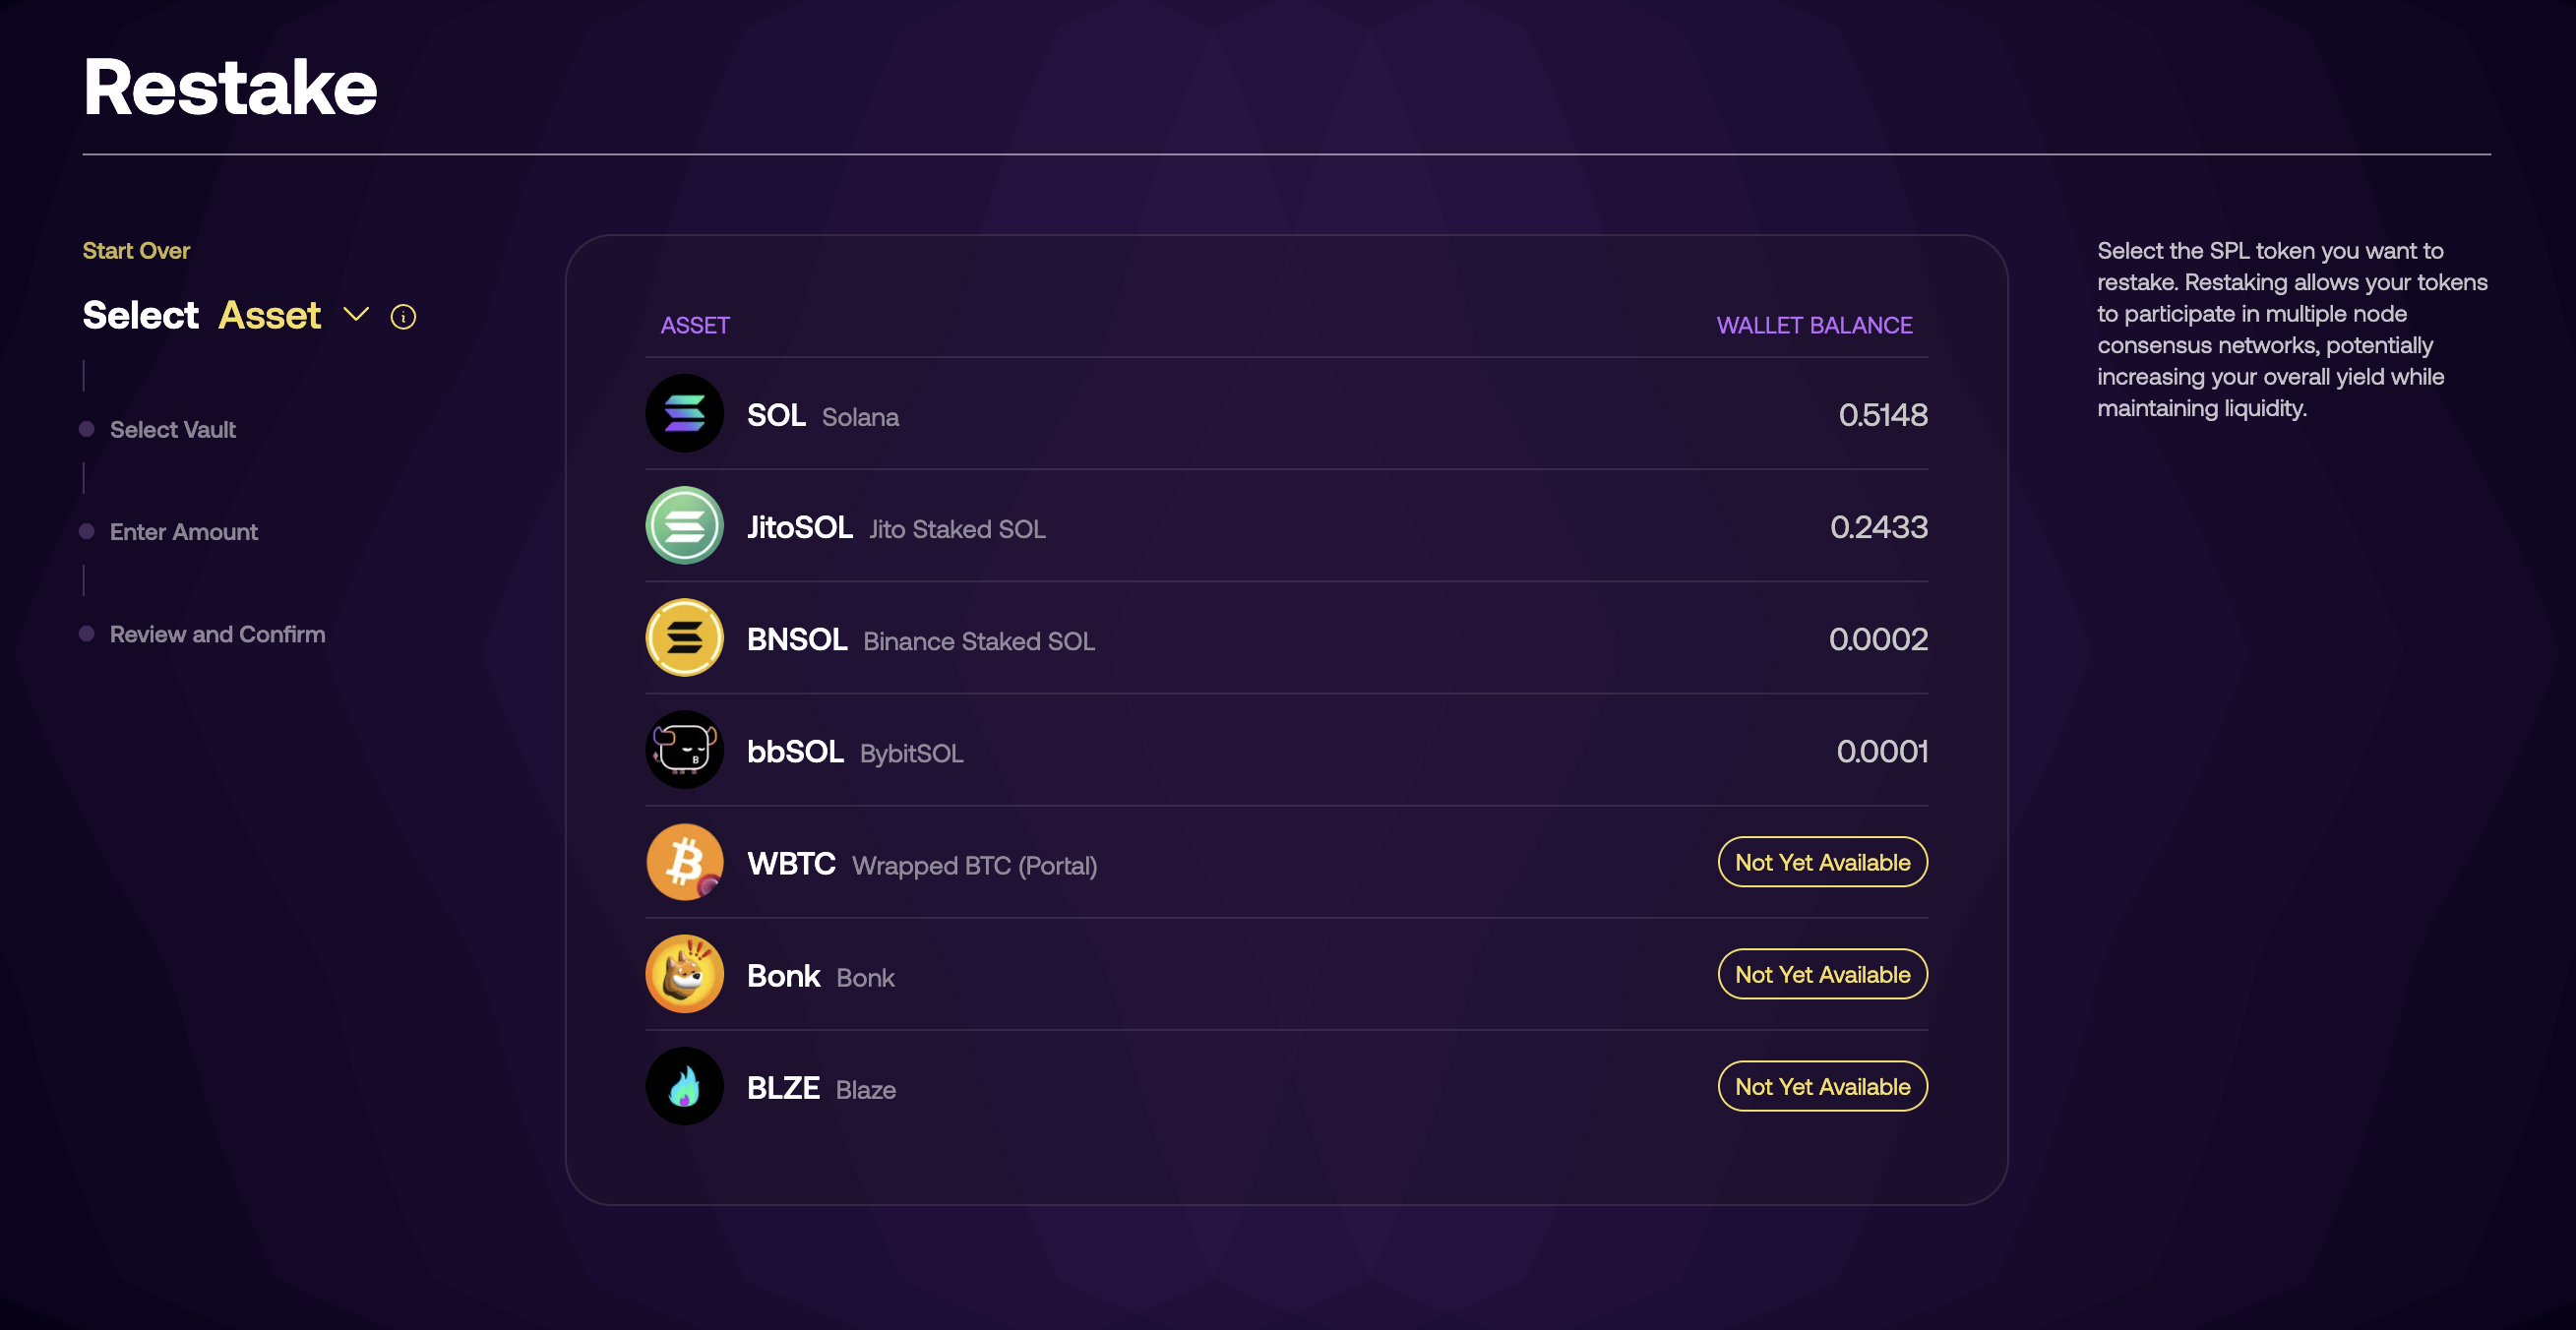 Restake
Start Over
Select Asset
Select Vault
Enter Amount
Review and Confirm
ASSET WALLET BALANCE
SOL Solana 0.5148
JitoSOL Jito Staked SOL 0.2433
BNSOL Binance Staked SOL 0.0002
B
bbSOL BybitSOL 0.0001
WBTC Wrapped BTC (Portal) Not Yet Available
Bonk Bonk Not Yet Available
BLZE Blaze Not Yet Available
Select the SPL token you want to
restake. Restaking allows your tokens
to participate in multiple node
consensus networks, potentially
increasing your overall yield while
maintaining liquidity.